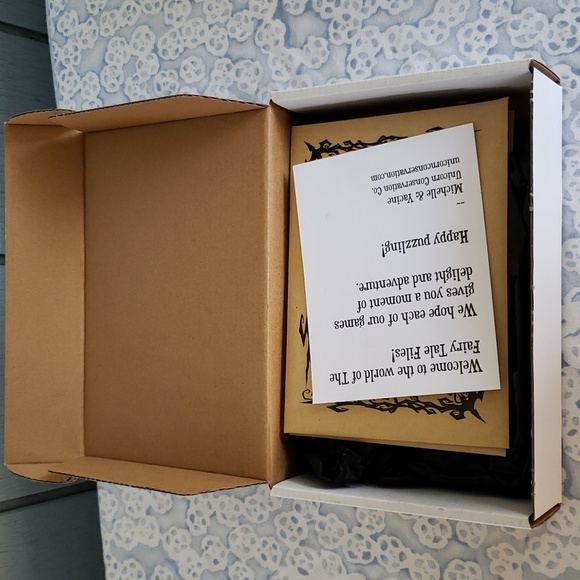 Welcome to the world of The
Fairy Tale Files!
We hope each of our games
gives you a moment of
delight and adventure.
Happy puzzling!
--
Michelle & Yacine
Unicorn Conservation Co.
unicornconservation.com